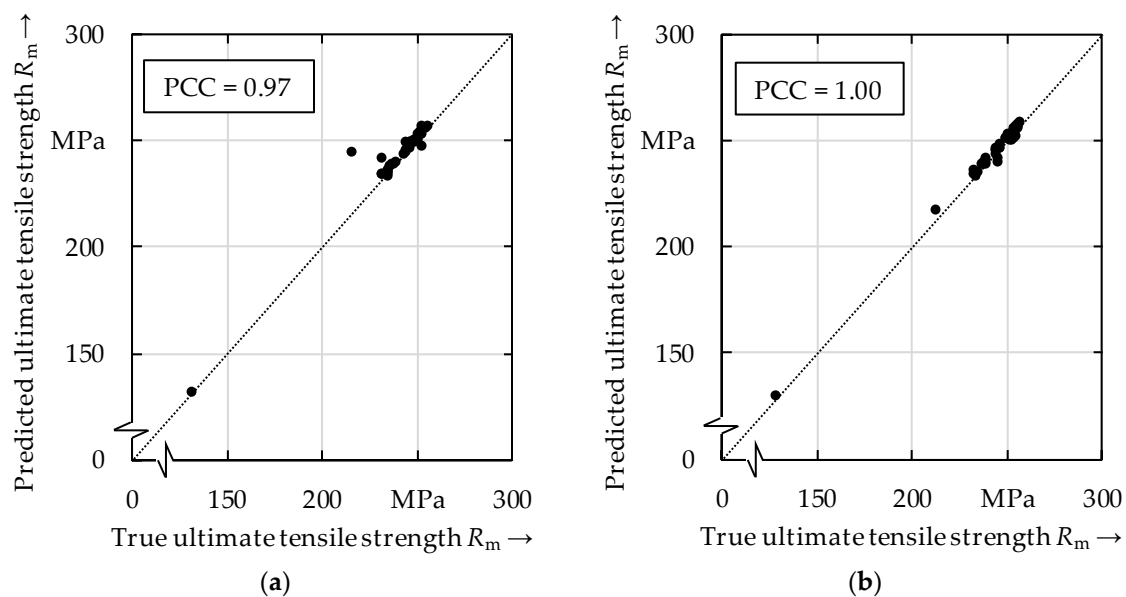 Predicted ultimate tensile strength Rm →
300
MPa
200
150
0
PCC = 0.97
0 150 200 MPa 300
True ultimate tensile strength Rm →
(a)
Predicted ultimate tensile strength Rm →
300
MPa
200
150
0
PCC = 1.00
0 150 200 MPa 300
True ultimate tensile strength Rm →
(b)